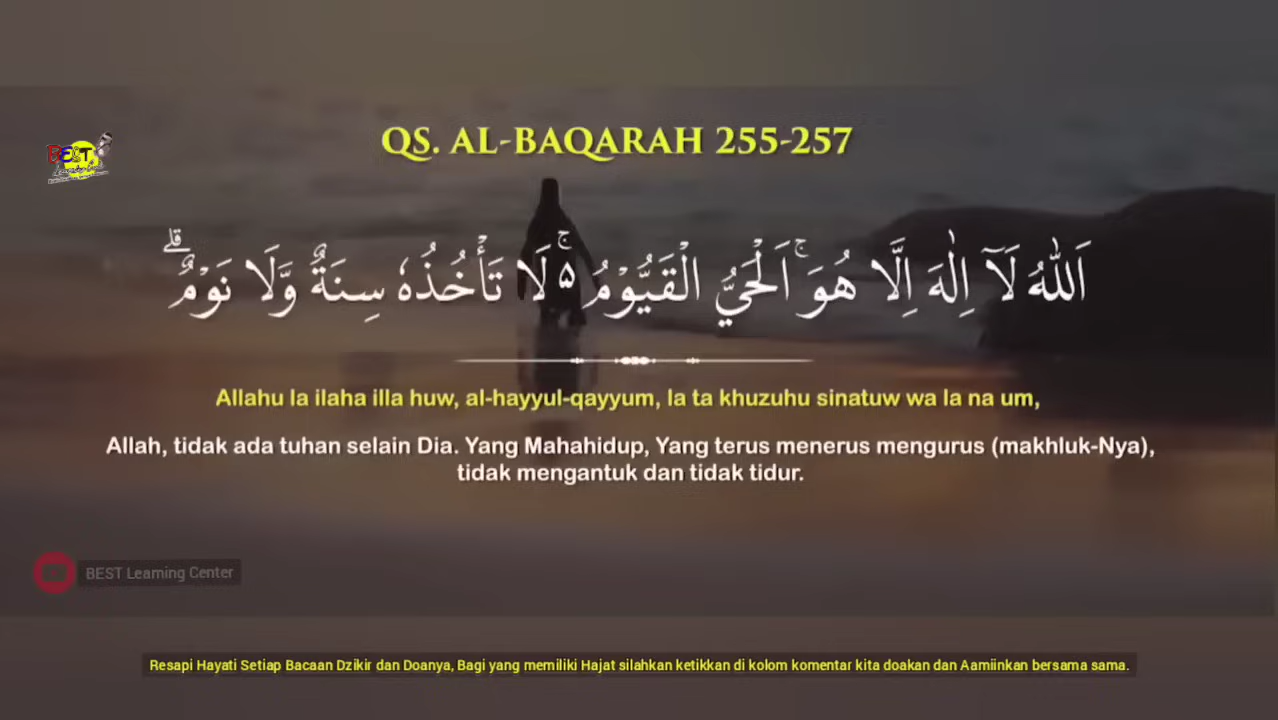 QS. AL-BAQARAH 255-257
BEST
اَللّٰهُ لَآ اِلٰهَ اِلَّا هُوَۚ اَلْحَيُّ الْقَيُّوْمُ ەۚ لَا تَأْخُذُهٗ سِنَةٌ وَّلَا نَوْمٌۗ
Allahu la ilaha illa huw, al-hayyul-qayyum, la ta khuzuhu sinatuw wa la na um,
Allah, tidak ada tuhan selain Dia. Yang Mahahidup, Yang terus menerus mengurus (makhluk-Nya),
tidak mengantuk dan tidak tidur.
BEST Learning Center
Resapi Hayati Setiap Bacaan Dzikir dan Doanya, Bagi yang memiliki Hajat silahkan ketikkan di kolom komentar kita doakan dan Aamiinkan bersama sama.